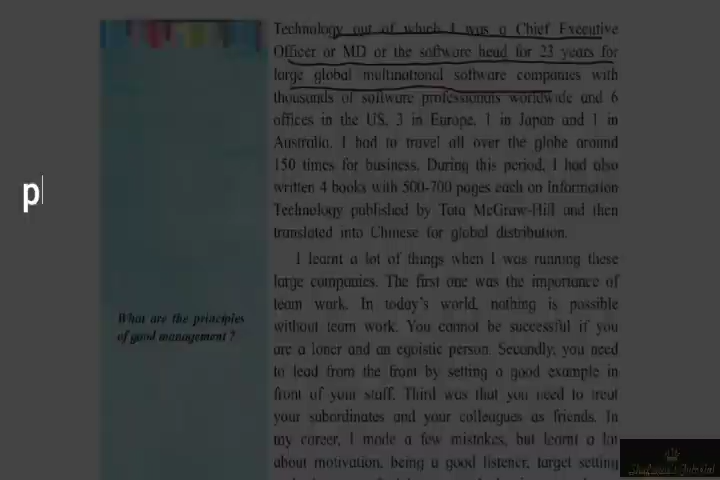 Technology out of which I was a Chief Executive
Officer or MD or the software head for 23 years for
large global multinational software companies with
thousands of software professionals worldwide and 6
offices in the US, 3 in Europe, 1 in Japan and 1 in
Australia. I had to travel all over the globe around
150 times for business. During this period, I had also
written 4 books with 500-700 pages each on Information
Technology published by Tata McGraw-Hill and then
translated into Chinese for global distribution.
I learnt a lot of things when I was running these
large companies. The first one was the importance of
team work. In today's world, nothing is possible
without team work. You cannot be successful if you
are a loner and an egoistic person. Secondly, you need
to lead from the front by setting a good example in
front of your staff. Third was that you need to treat
your subordinates and your colleagues as friends. In
my career, I made a few mistakes, but learnt a lot
about motivation, being a good listener, target setting
What are the principles
of good management ?
pl